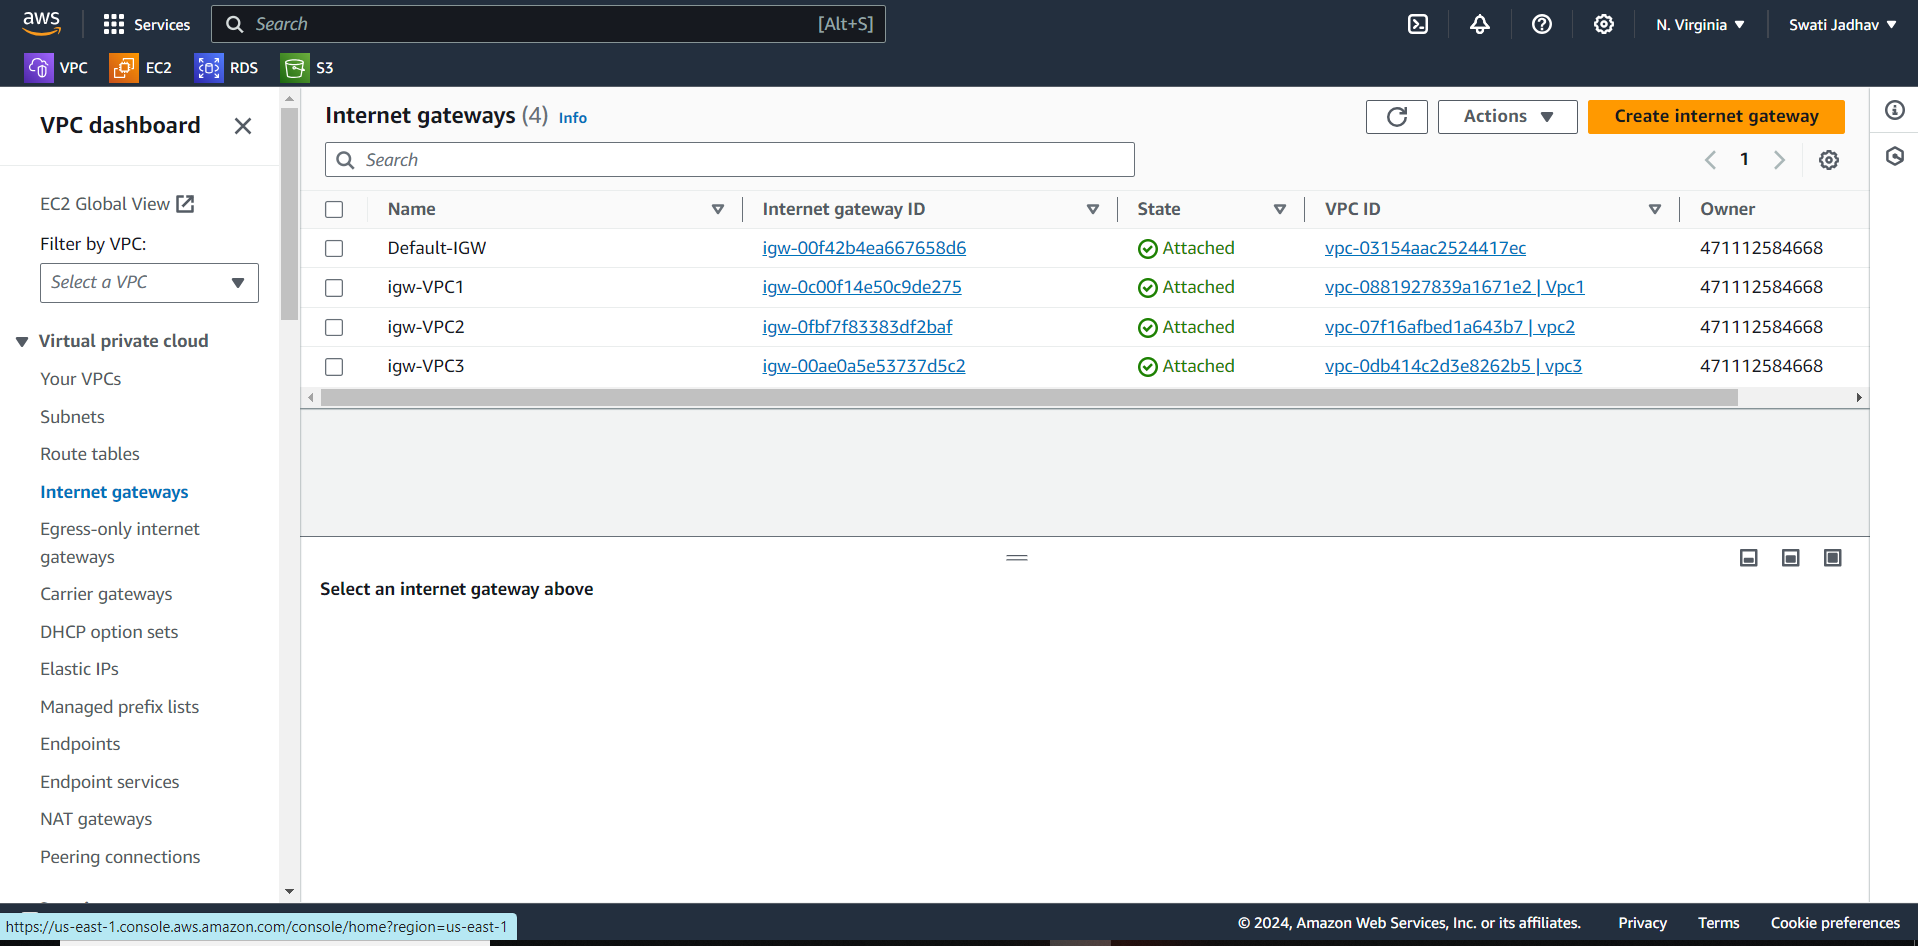 aws
Services
Search
[Alt+S]
N. Virginia
Swati Jadhav
VPC
EC2
RDS
S3
VPC dashboard
EC2 Global View
Filter by VPC:
Select a VPC
Virtual private cloud
Your VPCs
Subnets
Route tables
Internet gateways
Egress-only internet
gateways
Carrier gateways
DHCP option sets
Elastic IPs
Managed prefix lists
Endpoints
Endpoint services
NAT gateways
Peering connections
Internet gateways (4) Info
Actions
Create internet gateway
Search
1
Name Internet gateway ID State VPC ID Owner
Default-IGW igw-00f42b4ea667658d6 Attached vpc-03154aac2524417ec 471112584668
igw-VPC1 igw-0c00f14e50c9de275 Attached vpc-0881927839a1671e2 | Vpc1 471112584668
igw-VPC2 igw-0fbf7f83383df2baf Attached vpc-07f16afbed1a643b7 | vpc2 471112584668
igw-VPC3 igw-00ae0a5e53737d5c2 Attached vpc-0db414c2d3e8262b5 | vpc3 471112584668
Select an internet gateway above
https://us-east-1.console.aws.amazon.com/console/home?region=us-east-1
© 2024, Amazon Web Services, Inc. or its affiliates. Privacy Terms Cookie preferences